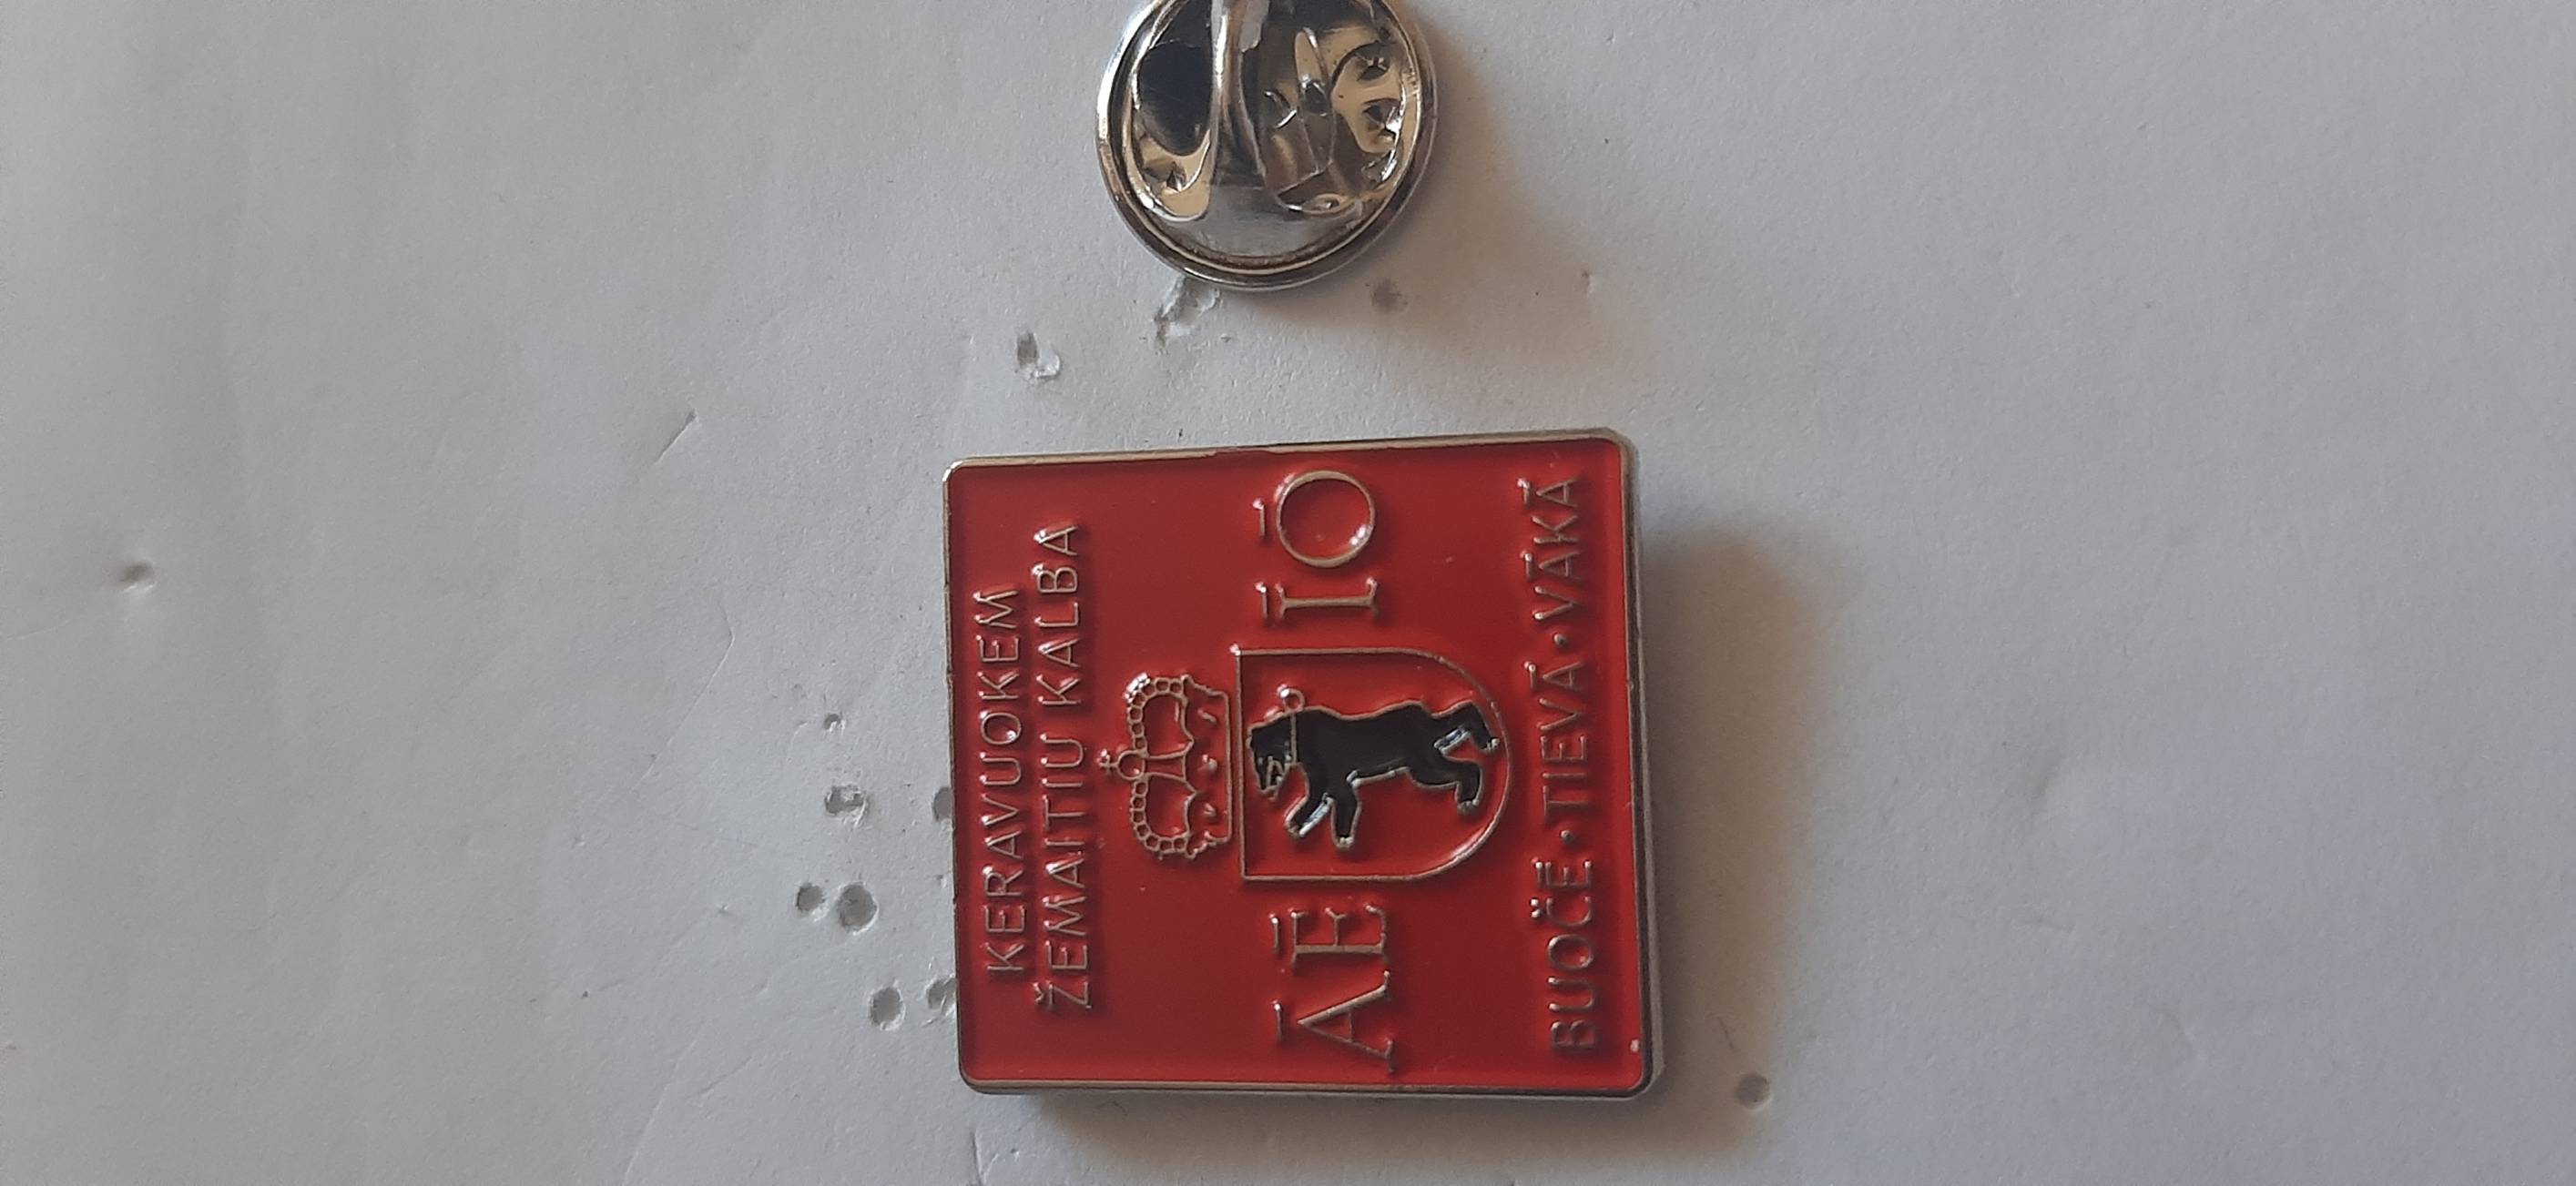 KERAVUOKEM
ŽEMAITIU KALBA
ĀĒ ĪŌ
BUOČĒ · TIEVĀ · VĀKĀ